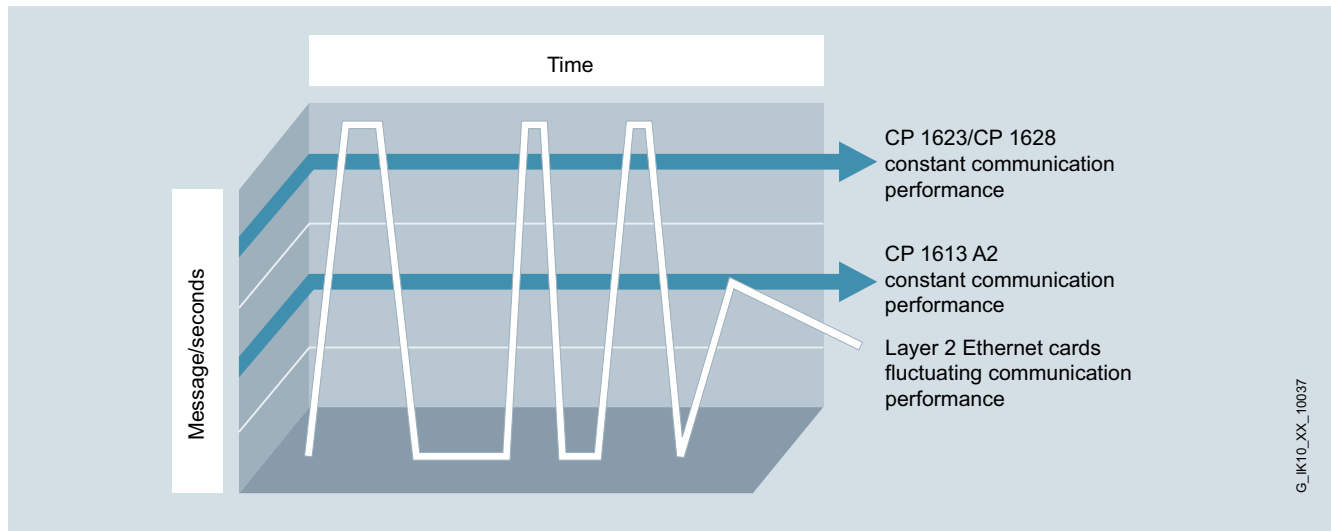 Time
Message/seconds
CP 1623/CP 1628
constant communication
performance
CP 1613 A2
constant communication
performance
Layer 2 Ethernet cards
fluctuating communication
performance
G_IK10_XX_10037